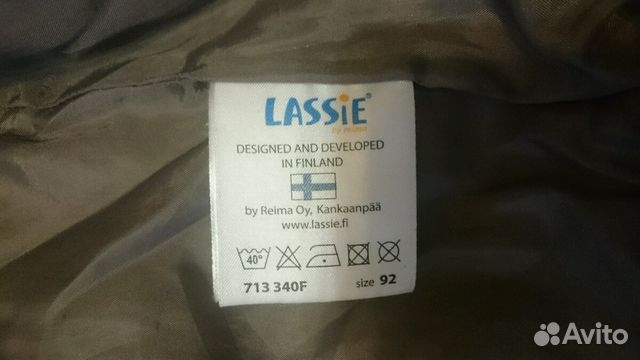 LASSiE®
by reima
DESIGNED AND DEVELOPED
IN FINLAND
by Reima Oy, Kankaanpää
www.lassie.fi
40°
713 340F size 92
Avito